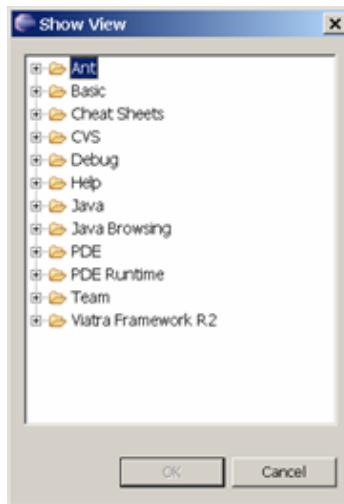 Show View
Ant
Basic
Cheat Sheets
CVS
Debug
Help
Java
Java Browsing
PDE
PDE Runtime
Team
Viatra Framework R2
OK
Cancel